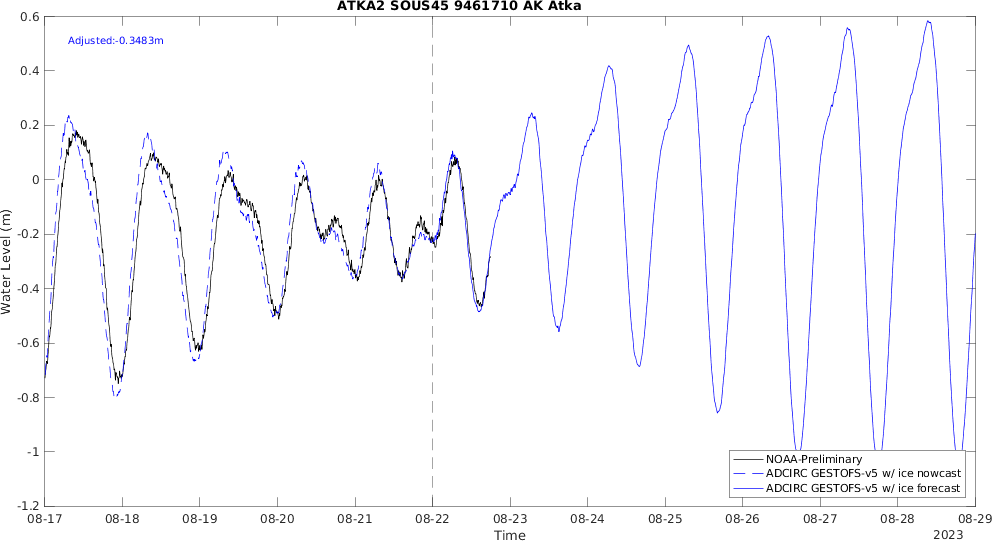 ATKA2 SOUS45 9461710 AK Atka
Adjusted:-0.3483m
0.6
0.4
0.2
0
-0.2
-0.4
-0.6
-0.8
-1
-1.2
Water Level (m)
NOAA-Preliminary
ADCIRC GESTOFS-v5 w/ ice nowcast
ADCIRC GESTOFS-v5 w/ ice forecast
08-17 08-18 08-19 08-20 08-21 08-22 08-23 08-24 08-25 08-26 08-27 08-28 08-29
Time
2023